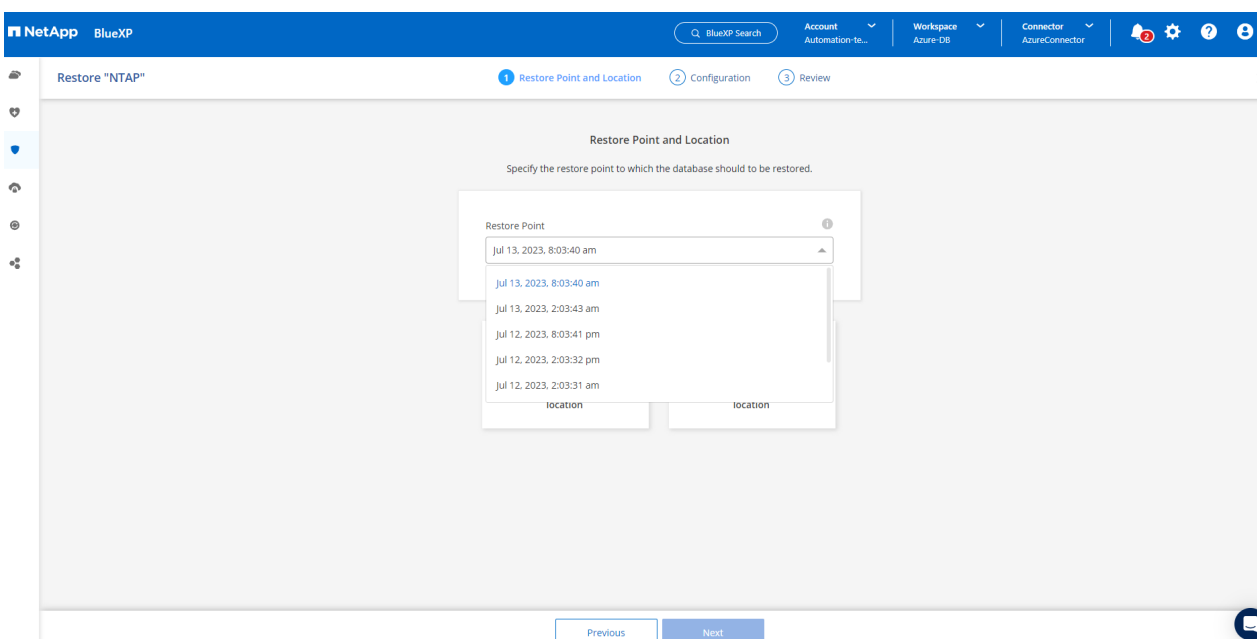 NetApp BlueXP
BlueXP Search
Account
Automation-te...
Workspace
Azure-DB
Connector
AzureConnector
2
Restore "NTAP"
1 Restore Point and Location
2 Configuration
3 Review
Restore Point and Location
Specify the restore point to which the database should to be restored.
Restore Point
Jul 13, 2023, 8:03:40 am
Jul 13, 2023, 8:03:40 am
Jul 13, 2023, 2:03:43 am
Jul 12, 2023, 8:03:41 pm
Jul 12, 2023, 2:03:32 pm
Jul 12, 2023, 2:03:31 am
location
location
Previous
Next